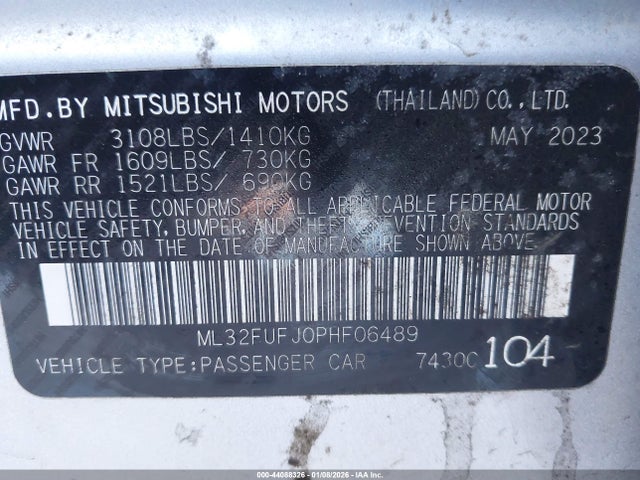 MFD.BY MITSUBISHI MOTORS (THAILAND) CO., LTD.
GVWR 3108LBS/1410KG MAY 2023
GAWR FR 1609LBS/ 730KG
GAWR RR 1521LBS/ 690KG
THIS VEHICLE CONFORMS TO ALL APPLICABLE FEDERAL MOTOR
VEHICLE SAFETY, BUMPER, AND THEFT PREVENTION STANDARDS
IN EFFECT ON THE DATE OF MANUFACTURE SHOWN ABOVE.
ML32FUFJ0PHF06489
VEHICLE TYPE:PASSENGER CAR 7430C 104
000-44088326 - 01/08/2026 - IAA Inc.